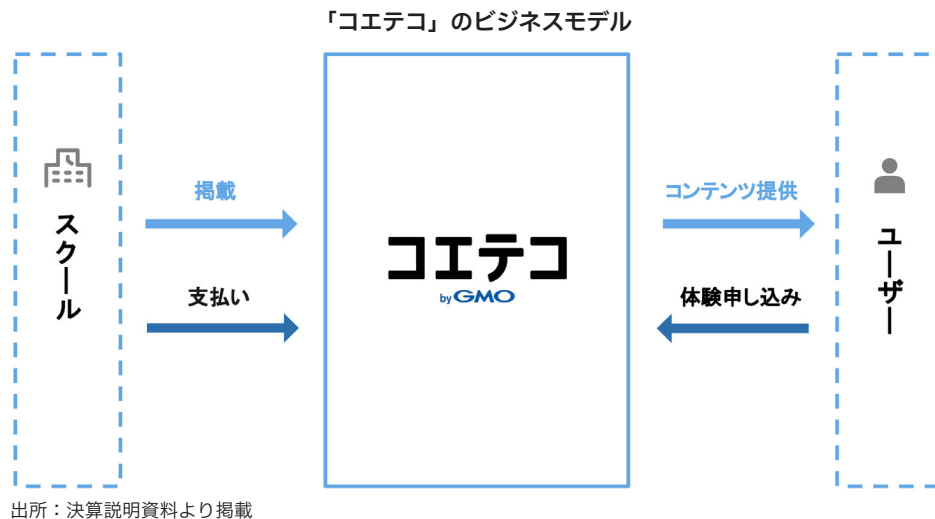 「コエテコ」のビジネスモデル
スクール
掲載
支払い
コエテコ
by GMO
コンテンツ提供
体験申し込み
ユーザー
出所：決算説明資料より掲載